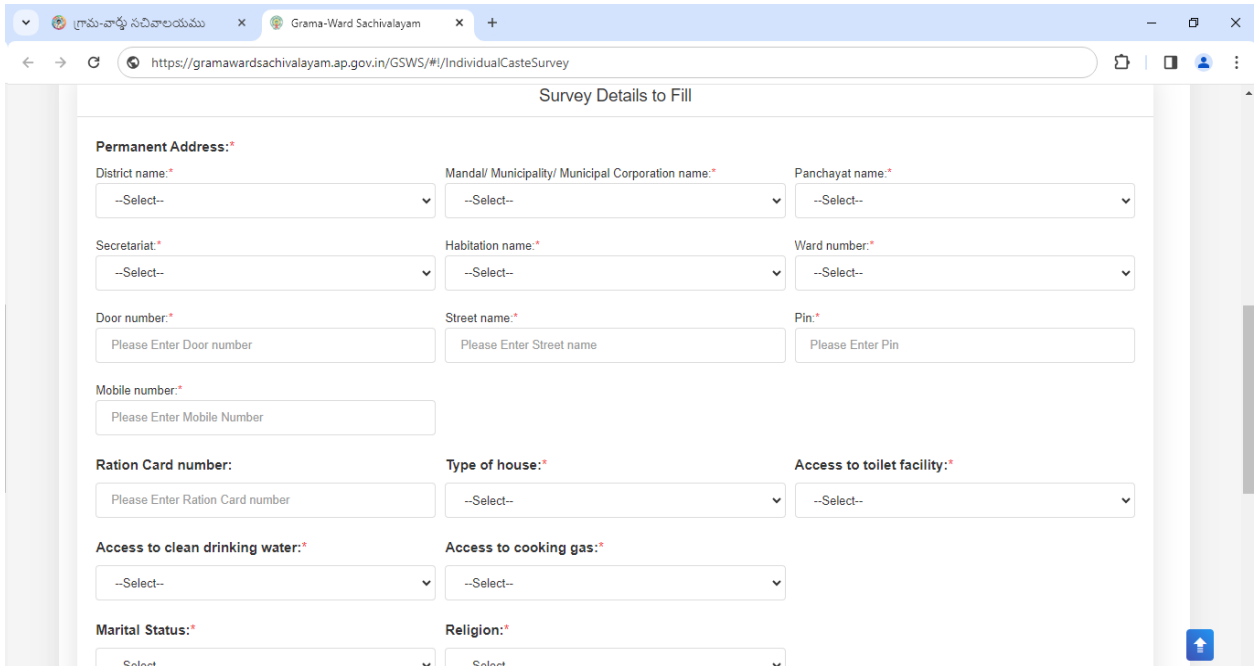 గ్రామ-వార్డు సచివాలయము
Grama-Ward Sachivalayam
https://gramawardsachivalayam.ap.gov.in/GSWS/#!/IndividualCasteSurvey
Survey Details to Fill
Permanent Address:*
District name:* Mandal/ Municipality/ Municipal Corporation name:* Panchayat name:*
--Select-- --Select-- --Select--
Secretariat:* Habitation name:* Ward number:*
--Select-- --Select-- --Select--
Door number:* Street name:* Pin:*
Please Enter Door number Please Enter Street name Please Enter Pin
Mobile number:*
Please Enter Mobile Number
Ration Card number: Type of house:* Access to toilet facility:*
Please Enter Ration Card number --Select-- --Select--
Access to clean drinking water:* Access to cooking gas:*
--Select-- --Select--
Marital Status:* Religion:*
--Select-- --Select--